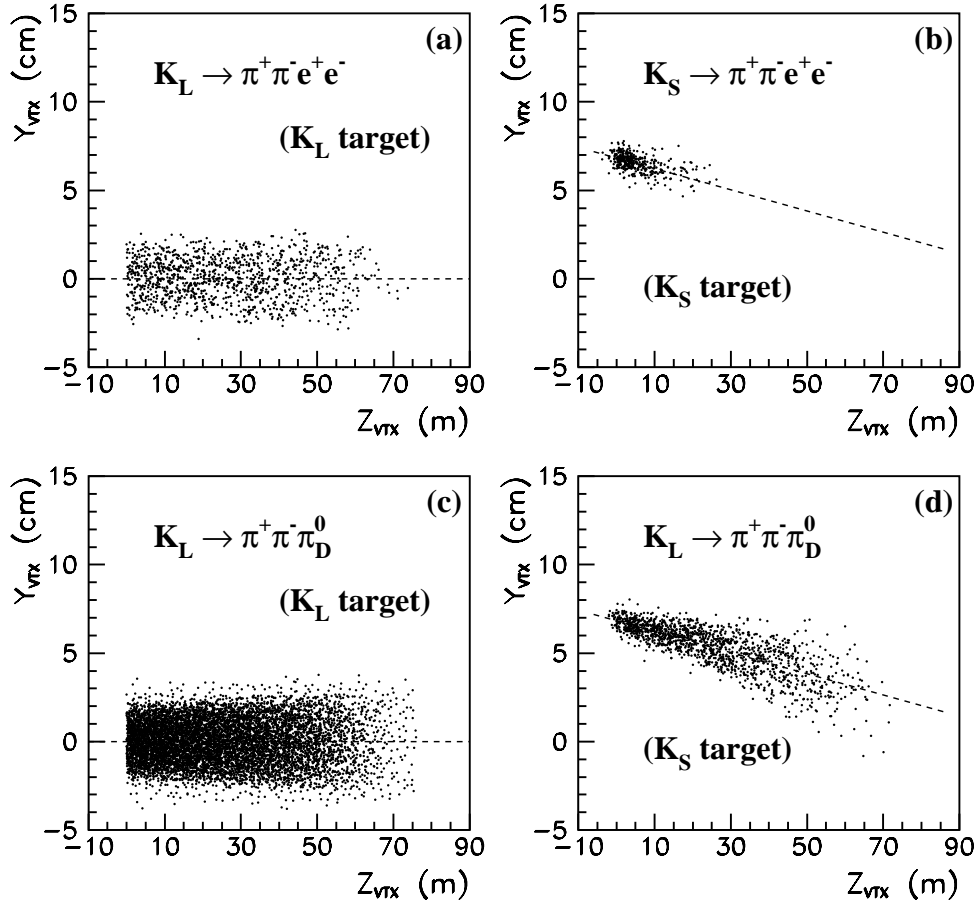 Y_VTX (cm)
15
10
5
0
−5
(a)
K_L → π⁺π⁻e⁺e⁻
(K_L target)
−10 10 30 50 70 90
Z_VTX (m)
Y_VTX (cm)
15
10
5
0
−5
(b)
K_S → π⁺π⁻e⁺e⁻
(K_S target)
−10 10 30 50 70 90
Z_VTX (m)
Y_VTX (cm)
15
10
5
0
−5
(c)
K_L → π⁺π⁻π⁰_D
(K_L target)
−10 10 30 50 70 90
Z_VTX (m)
Y_VTX (cm)
15
10
5
0
−5
(d)
K_L → π⁺π⁻π⁰_D
(K_S target)
−10 10 30 50 70 90
Z_VTX (m)